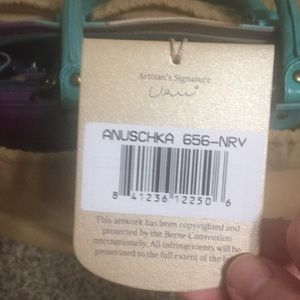 Artisan's Signature
ANUSCHKA 656-NRV
8 41236 12250 6
This artwork has been copyrighted and
protected by the Berne Convention
internationally. All infringements will be
prosecuted to the full extent of the